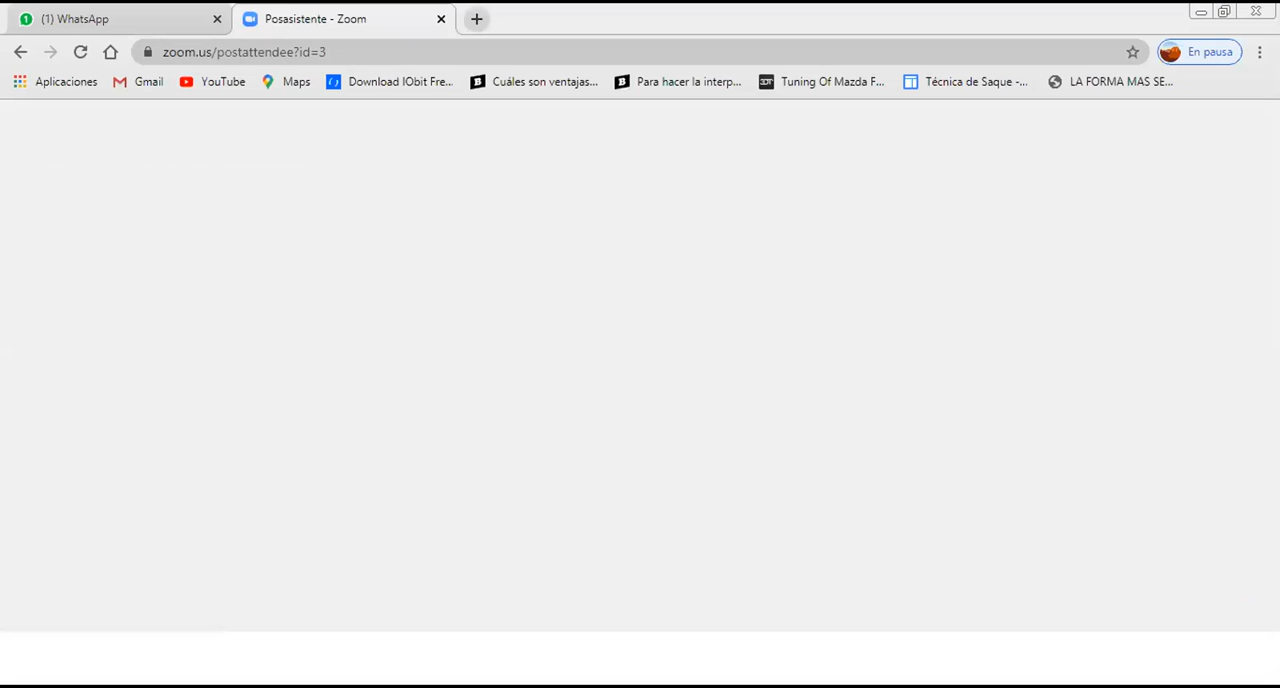 (1) WhatsApp
Posasistente - Zoom
zoom.us/postattendee?id=3
En pausa
Aplicaciones
Gmail
YouTube
Maps
Download IObit Fre...
Cuáles son ventajas...
Para hacer la interp...
Tuning Of Mazda F...
Técnica de Saque -...
LA FORMA MAS SE...